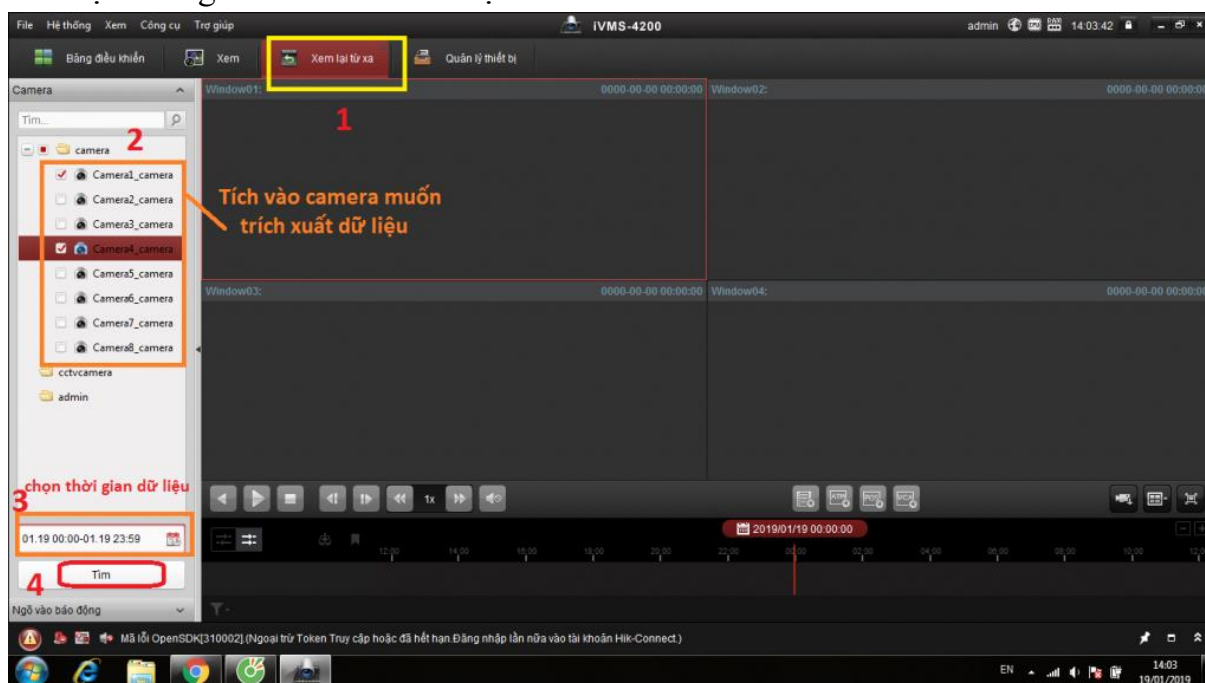 File Hệ thống Xem Công cụ Trợ giúp iVMS-4200 admin 14:03:42
Bảng điều khiển Xem Xem lại từ xa Quản lý thiết bị
Camera Window01: 0000-00-00 00:00:00 Window02: 0000-00-00 00:00:00
Tìm...
1
2
camera
Camera1_camera
Camera2_camera
Camera3_camera
Camera4_camera
Camera5_camera
Camera6_camera
Camera7_camera
Camera8_camera
Tích vào camera muốn
trích xuất dữ liệu
Window03: 0000-00-00 00:00:00 Window04: 0000-00-00 00:00:00
cctvcamera
admin
chọn thời gian dữ liệu
3
1x
ATM POS VCA
01.19 00:00-01.19 23:59
2019/01/19 00:00:00
12:00 14:00 16:00 18:00 20:00 22:00 00:00 02:00 04:00 06:00 08:00 10:00 12:0
4 Tìm
Ngõ vào báo động
Mã lỗi OpenSDK[310002].(Ngoại trừ Token Truy cập hoặc đã hết hạn.Đăng nhập lần nữa vào tài khoản Hik-Connect.)
EN 14:03
19/01/2019